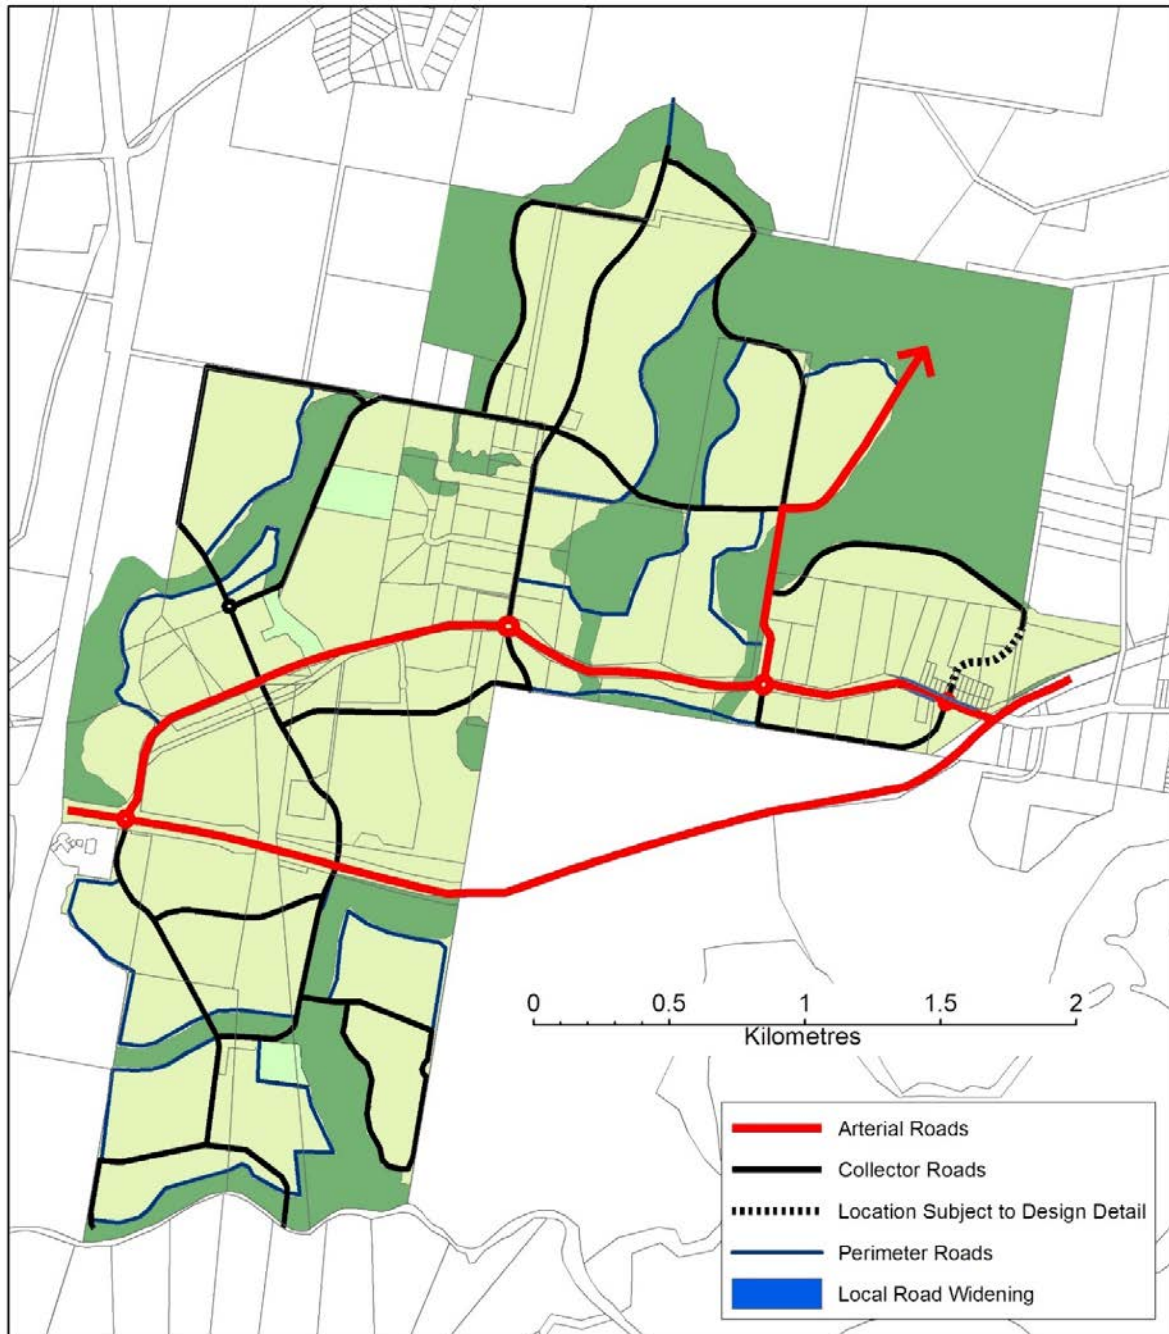 0 0.5 1 1.5 2
Kilometres
Arterial Roads
Collector Roads
Location Subject to Design Detail
Perimeter Roads
Local Road Widening